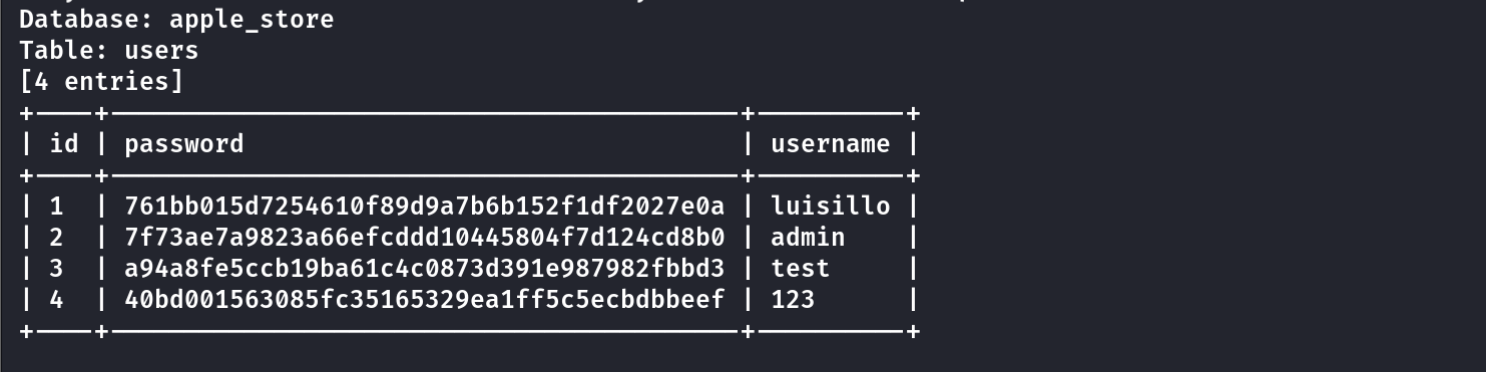 Database: apple_store
Table: users
[4 entries]
| id | password | username |
| 1 | 761bb015d7254610f89d9a7b6b152f1df2027e0a | luisillo |
| 2 | 7f73ae7a9823a66efcddd10445804f7d124cd8b0 | admin |
| 3 | a94a8fe5ccb19ba61c4c0873d391e987982fbbd3 | test |
| 4 | 40bd001563085fc35165329ea1ff5c5ecbdbbeef | 123 |